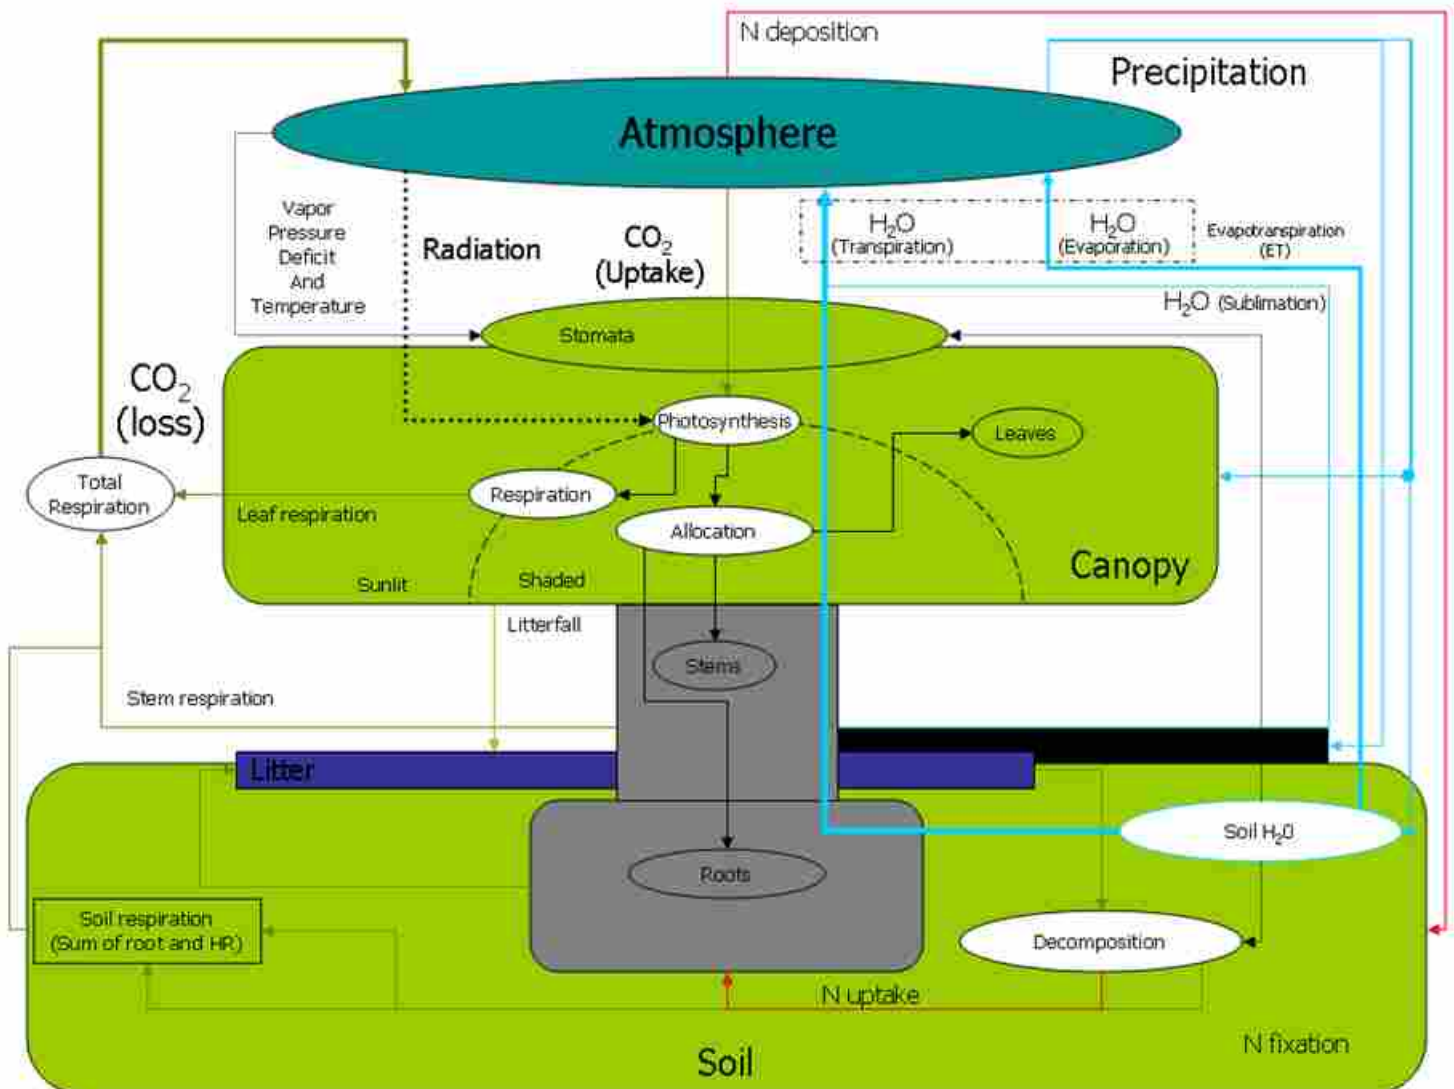 N deposition
Precipitation
Atmosphere
Vapor
Pressure
Deficit
And
Temperature
Radiation
CO₂
(Uptake)
H₂O
(Transpiration)
H₂O
(Evaporation)
Evapotranspiration
(ET)
H₂O (Sublimation)
Stomata
CO₂
(loss)
Photosynthesis
Leaves
Total
Respiration
Respiration
Leaf respiration
Allocation
Canopy
Sunlit
Shaded
Litterfall
Stems
Stem respiration
Litter
Soil H₂0
Roots
Soil respiration
(Sum of root and HR)
Decomposition
N uptake
N fixation
Soil